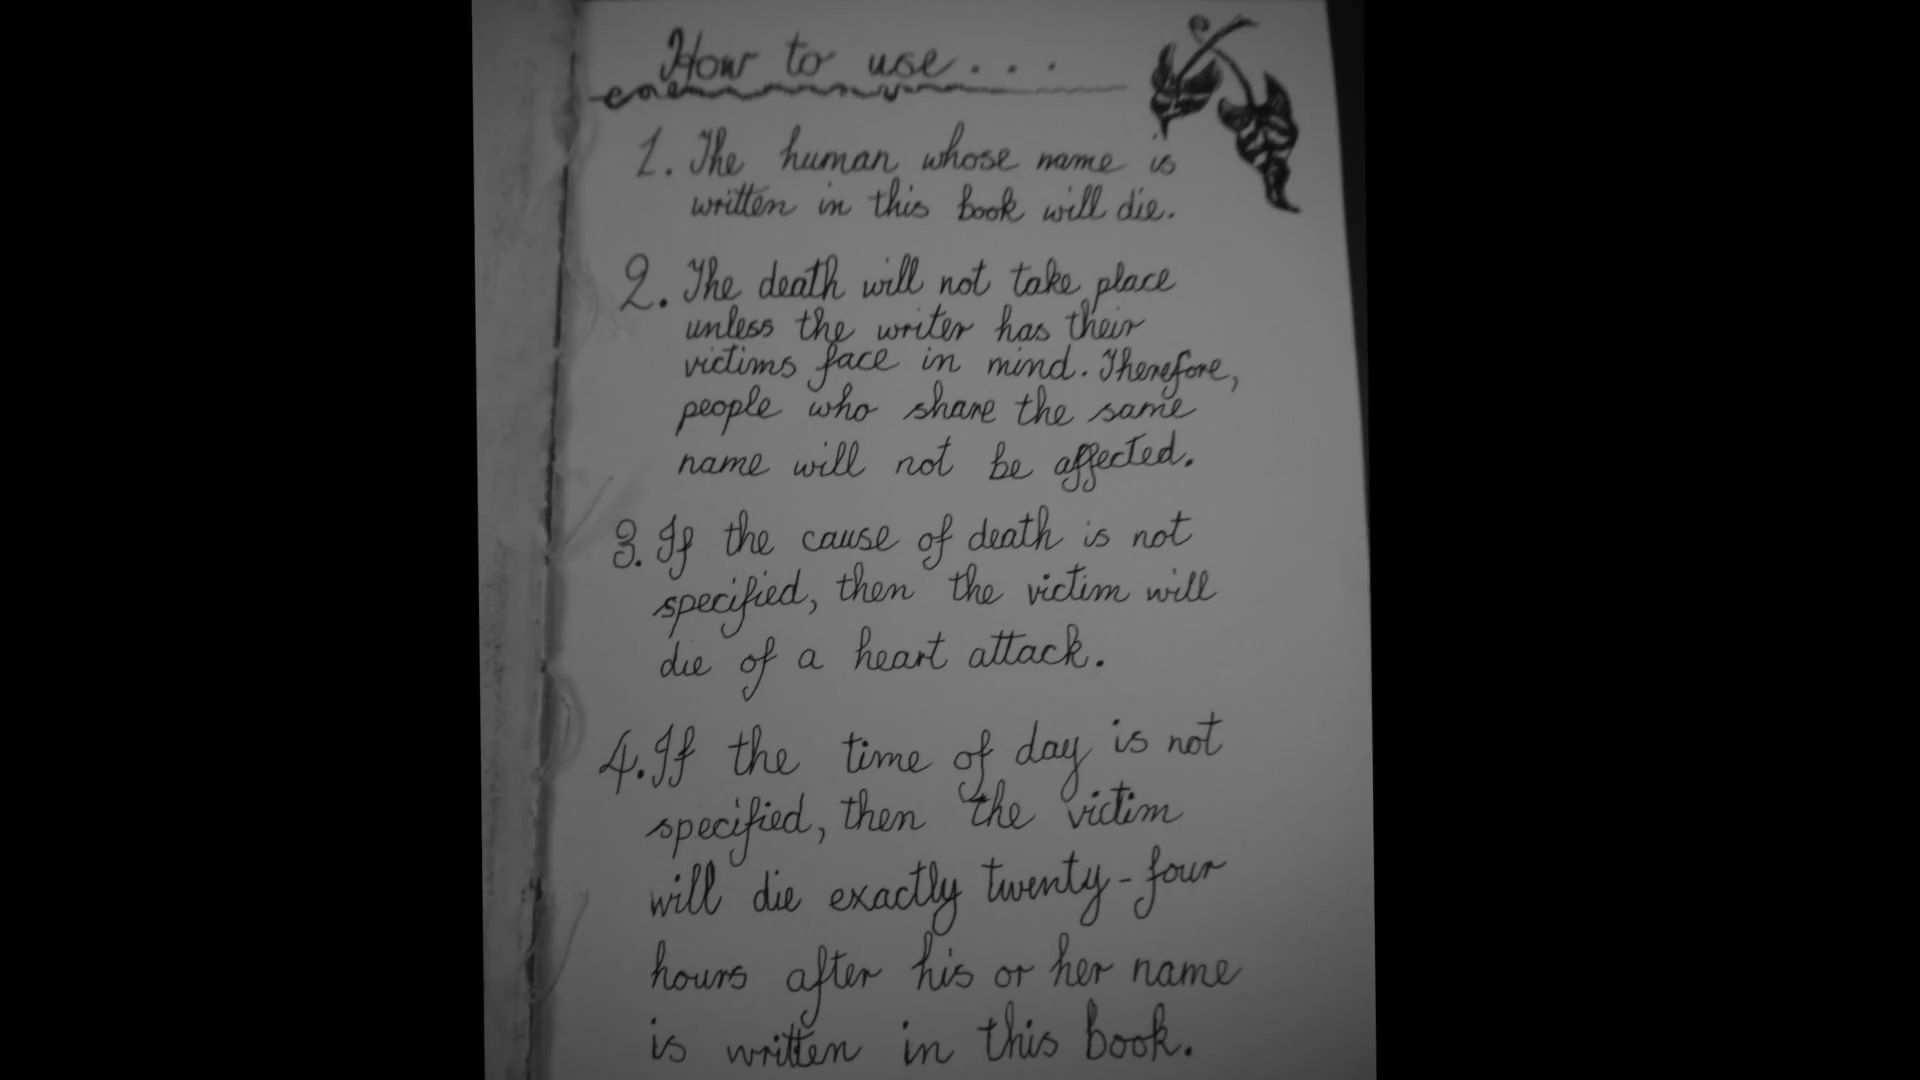 How to use...
1. The human whose name is
written in this book will die.
2. The death will not take place
unless the writer has their
victims face in mind. Therefore,
people who share the same
name will not be affected.
3. If the cause of death is not
specified, then the victim will
die of a heart attack.
4. If the time of day is not
specified, then the victim
will die exactly twenty-four
hours after his or her name
is written in this book.